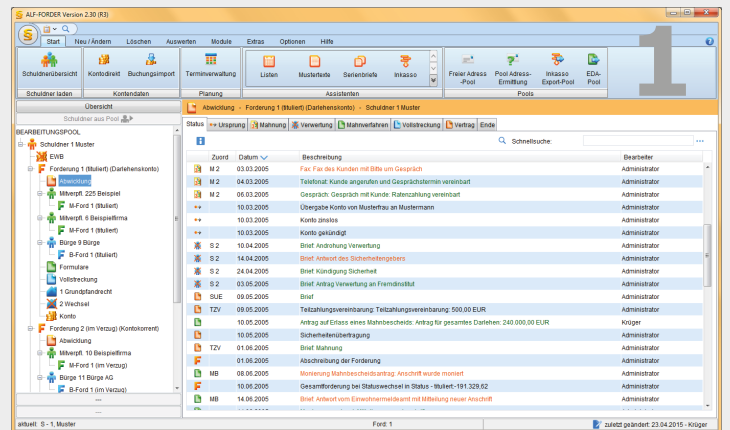 ALF-FORDER Version 2.30 (R3)
Start Neu / Ändern Löschen Auswerten Module Extras Optionen Hilfe
Schuldnerübersicht Kontodirekt Buchungsimport Terminverwaltung Listen Mustertexte Serienbriefe Inkasso Freier Adress -Pool Pool Adress-Ermittlung Inkasso Export-Pool EDA-Pool
Schuldner laden Kontendaten Planung Assistenten Pools
1
Übersicht
Schuldner aus Pool
BEARBEITUNGSPOOL
Schuldner 1 Muster
EWB
Forderung 1 (tituliert) (Darlehenskonto)
Abwicklung
Mitverpfl. 225 Beispiel
M-Ford 1 (tituliert)
Mitverpfl. 6 Beispielfirma
M-Ford 1 (tituliert)
Bürge 9 Bürge
B-Ford 1 (tituliert)
Formulare
Vollstreckung
1 Grundpfandrecht
2 Wechsel
Konto
Forderung 2 (im Verzug) (Kontokorrent)
Abwicklung
Mitverpfl. 10 Beispielfirma
M-Ford 1 (im Verzug)
Bürge 11 Bürge AG
B-Ford 1 (im Verzug)
Abwicklung - Forderung 1 (tituliert) (Darlehenskonto) - Schuldner 1 Muster
Status Ursprung Mahnung Verwertung Mahnverfahren Vollstreckung Vertrag Ende
Schnellsuche:
Zuord Datum Beschreibung Bearbeiter
M 2 03.03.2005 Fax: Fax des Kunden mit Bitte um Gespräch Administrator
M 2 04.03.2005 Telefonat: Kunde angerufen und Gesprächstermin vereinbart Administrator
M 2 06.03.2005 Gespräch: Gespräch mit Kunde: Ratenzahlung vereinbart Administrator
10.03.2005 Übergabe Konto von Musterfrau an Mustermann Administrator
10.03.2005 Konto zinslos Administrator
10.03.2005 Konto gekündigt Administrator
S 2 10.04.2005 Brief: Androhung Verwertung Administrator
S 2 14.04.2005 Brief: Antwort des Sicherheitengebers Administrator
S 2 24.04.2005 Brief: Kündigung Sicherheit Administrator
S 2 03.05.2005 Brief: Antrag Verwertung an Fremdinstitut Administrator
SUE 09.05.2005 Brief Administrator
TZV 09.05.2005 Teilzahlungsvereinbarung: Teilzahlungsvereinbarung: 500,00 EUR Administrator
10.05.2005 Antrag auf Erlass eines Mahnbescheids: Antrag für gesamtes Darlehen: 240.000,00 EUR Krüger
10.05.2005 Sicherheitenübertragung Administrator
TZV 01.06.2005 Brief: Mahnung Administrator
01.06.2005 Abschreibung der Forderung Administrator
MB 08.06.2005 Monierung Mahnbescheidsantrag: Anschrift wurde moniert Administrator
10.06.2005 Gesamtforderung bei Statuswechsel in Status - tituliert:-191.329,62 Administrator
MB 14.06.2005 Brief: Antwort vom Einwohnermeldeamt mit Mitteilung neuer Anschrift Administrator
aktuell: S - 1, Muster Ford: 1 zuletzt geändert: 23.04.2015 - Krüger